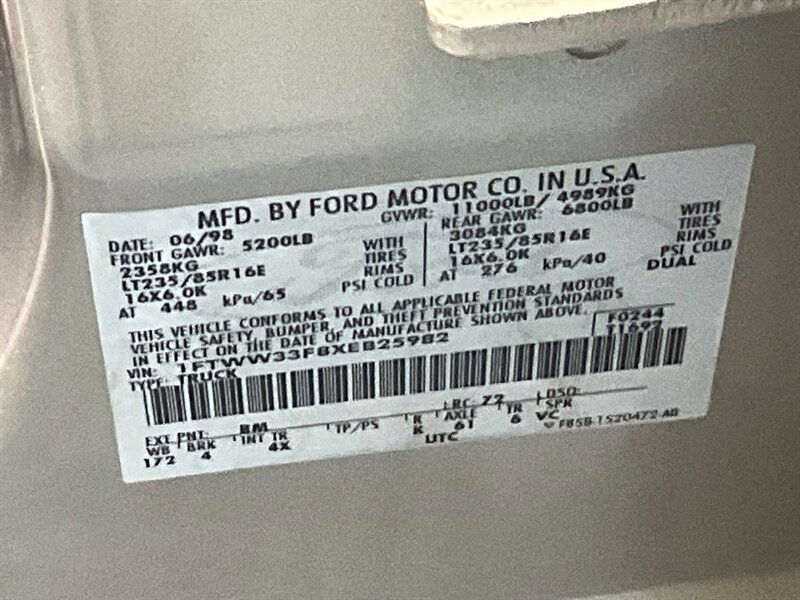 MFD. BY FORD MOTOR CO. IN U.S.A.
DATE: 06/98 GVWR: 11000LB/ 4989KG
FRONT GAWR: 5200LB REAR GAWR: 6800LB
2358KG WITH 3084KG WITH
LT235/85R16E TIRES LT235/85R16E TIRES
16X6.0K RIMS 16X6.0K RIMS
AT 448 kPa/65 PSI COLD AT 276 kPa/40 PSI COLD
DUAL
THIS VEHICLE CONFORMS TO ALL APPLICABLE FEDERAL MOTOR
VEHICLE SAFETY, BUMPER, AND THEFT PREVENTION STANDARDS
IN EFFECT ON THE DATE OF MANUFACTURE SHOWN ABOVE.
VIN: 1FTWW33F8XEB25982 F0244
TYPE: TRUCK T1697
EXT PNT: BM RC: 72 DSO:
WB BRK INT TR TP/PS R AXLE TR SPR
172 4 4X K 61 6 VC
UTC F85B-1520472-AB